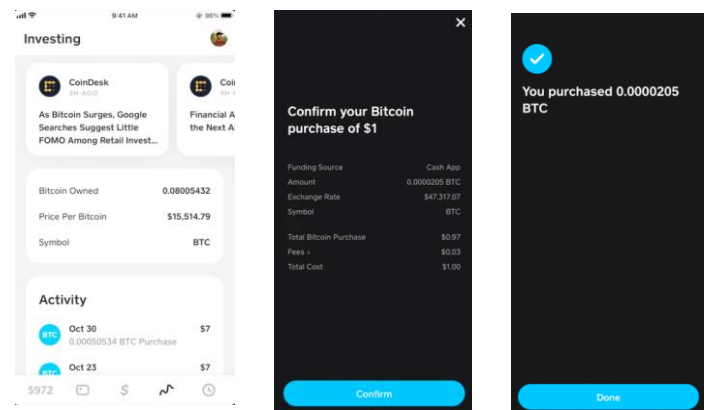 9:41 AM
98%
Investing
CoinDesk
3H AGO
As Bitcoin Surges, Google
Searches Suggest Little
FOMO Among Retail Invest...
Coi
4H
Financial A
the Next A
Bitcoin Owned 0.08005432
Price Per Bitcoin $15,514.79
Symbol BTC
Activity
BTC
Oct 30 $7
0.00050534 BTC Purchase
BTC
Oct 23 $7
$972 $
Confirm your Bitcoin
purchase of $1
Funding Source Cash App
Amount 0.0000205 BTC
Exchange Rate $47,317.07
Symbol BTC
Total Bitcoin Purchase $0.97
Fees › $0.03
Total Cost $1.00
Confirm
You purchased 0.0000205
BTC
Done